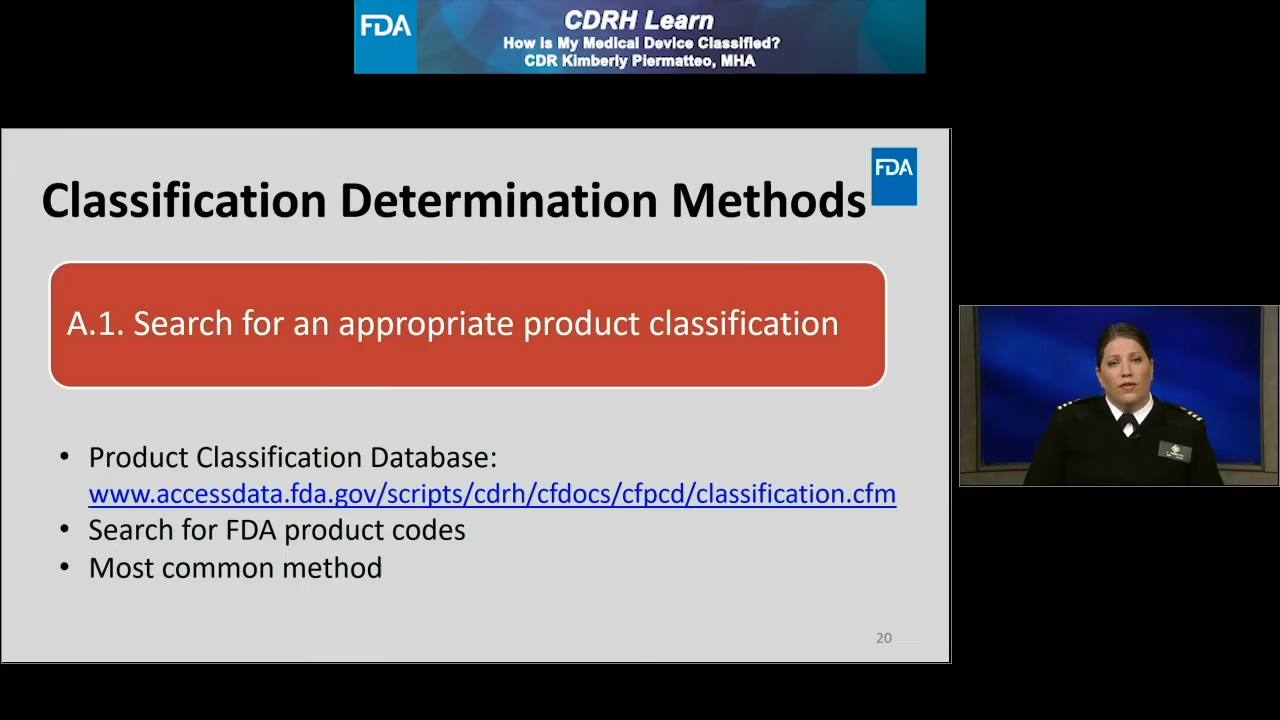 FDA
CDRH Learn
How is My Medical Device Classified?
CDR Kimberly Piermatteo, MHA
FDA
Classification Determination Methods
A.1. Search for an appropriate product classification
• Product Classification Database:
www.accessdata.fda.gov/scripts/cdrh/cfdocs/cfpcd/classification.cfm
• Search for FDA product codes
• Most common method
20